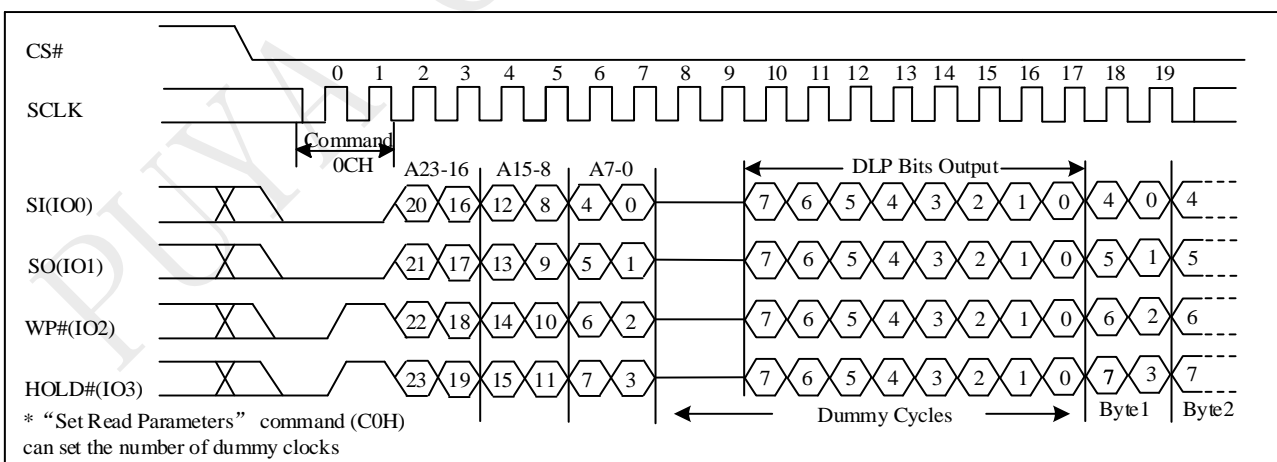 CS#
0 1 2 3 4 5 6 7 8 9 10 11 12 13 14 15 16 17 18 19
SCLK
Command
0CH
A23-16 A15-8 A7-0 DLP Bits Output
SI(IO0) 20 16 12 8 4 0 7 6 5 4 3 2 1 0 4 0 4
SO(IO1) 21 17 13 9 5 1 7 6 5 4 3 2 1 0 5 1 5
WP#(IO2) 22 18 14 10 6 2 7 6 5 4 3 2 1 0 6 2 6
HOLD#(IO3) 23 19 15 11 7 3 7 6 5 4 3 2 1 0 7 3 7
Dummy Cycles Byte1 Byte2
* “Set Read Parameters” command (C0H)
can set the number of dummy clocks
PUYA